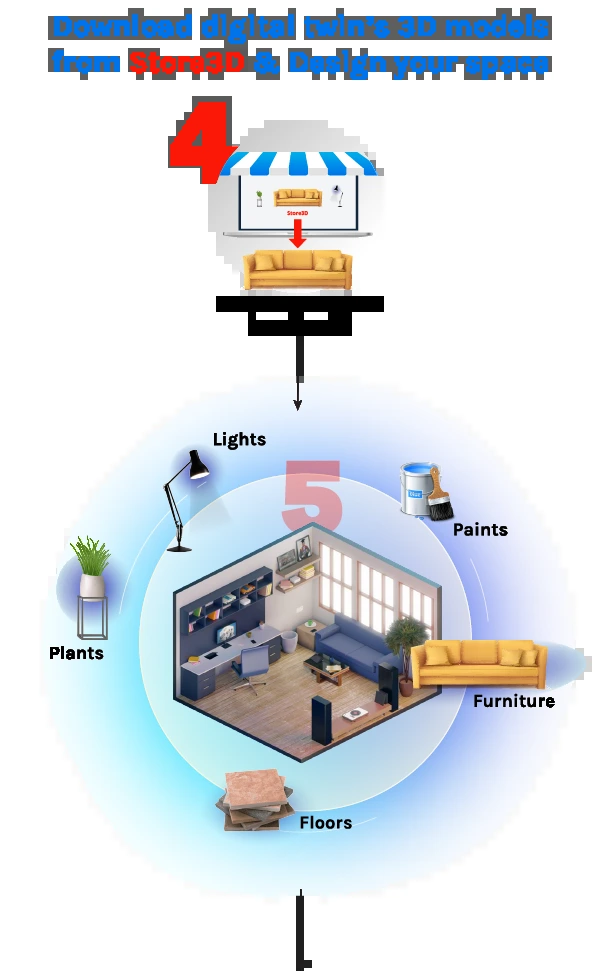 Download digital twin's 3D models
from Store3D & Design your space
4
Store3D
5
Lights
Paints
Plants
Furniture
Floors